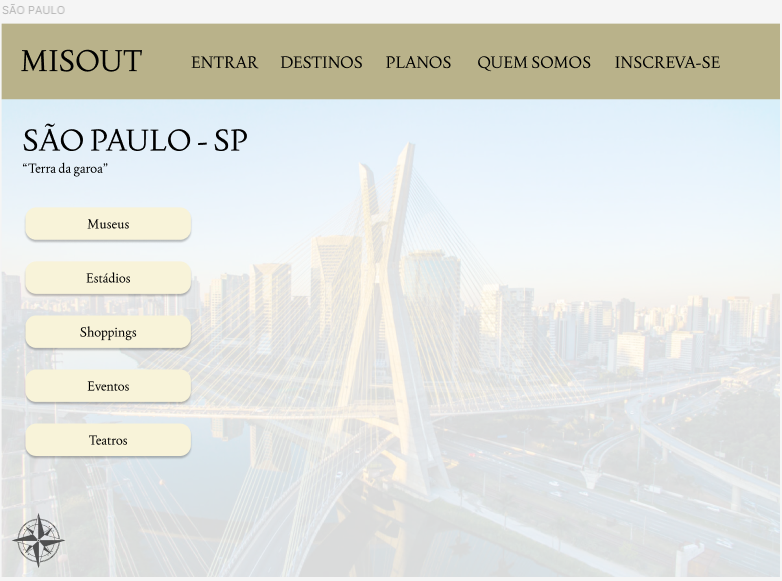 SÃO PAULO
MISOUT ENTRAR DESTINOS PLANOS QUEM SOMOS INSCREVA-SE
SÃO PAULO - SP
“Terra da garoa”
Museus
Estádios
Shoppings
Eventos
Teatros